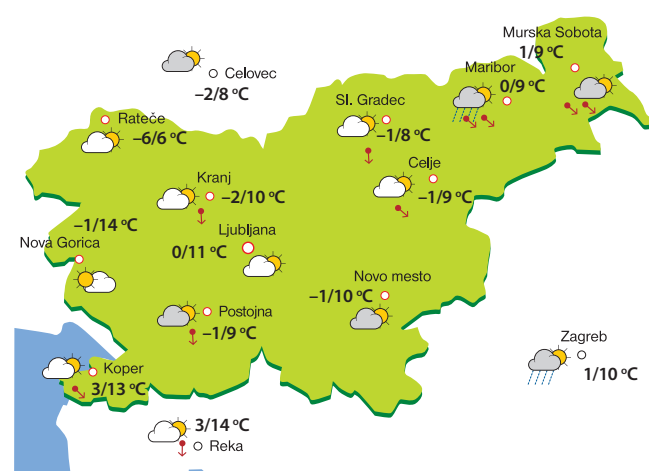 Murska Sobota
1/9 °C
Maribor
0/9 °C
Celovec
–2/8 °C
Sl. Gradec
–1/8 °C
Rateče
–6/6 °C
Celje
–1/9 °C
Kranj
–2/10 °C
–1/14 °C
Nova Gorica
Ljubljana
0/11 °C
Novo mesto
–1/10 °C
Postojna
–1/9 °C
Zagreb
1/10 °C
Koper
3/13 °C
3/14 °C
Reka